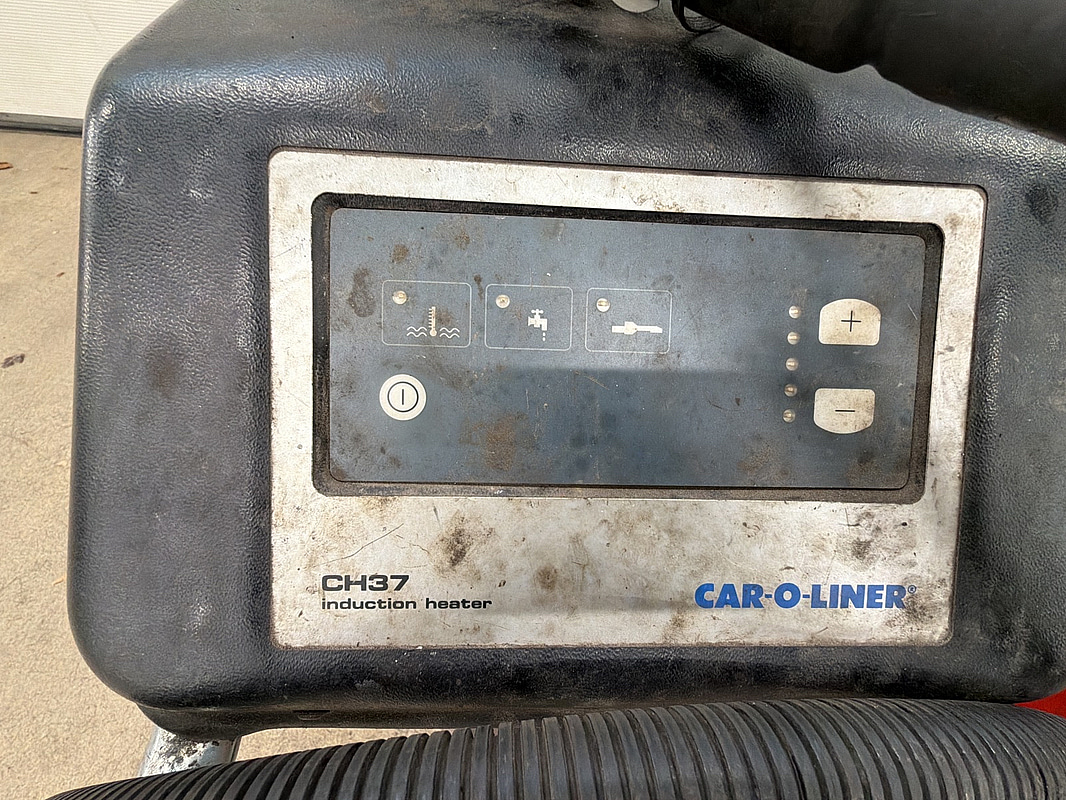 +
−
CH37
induction heater
CAR-O-LINER®